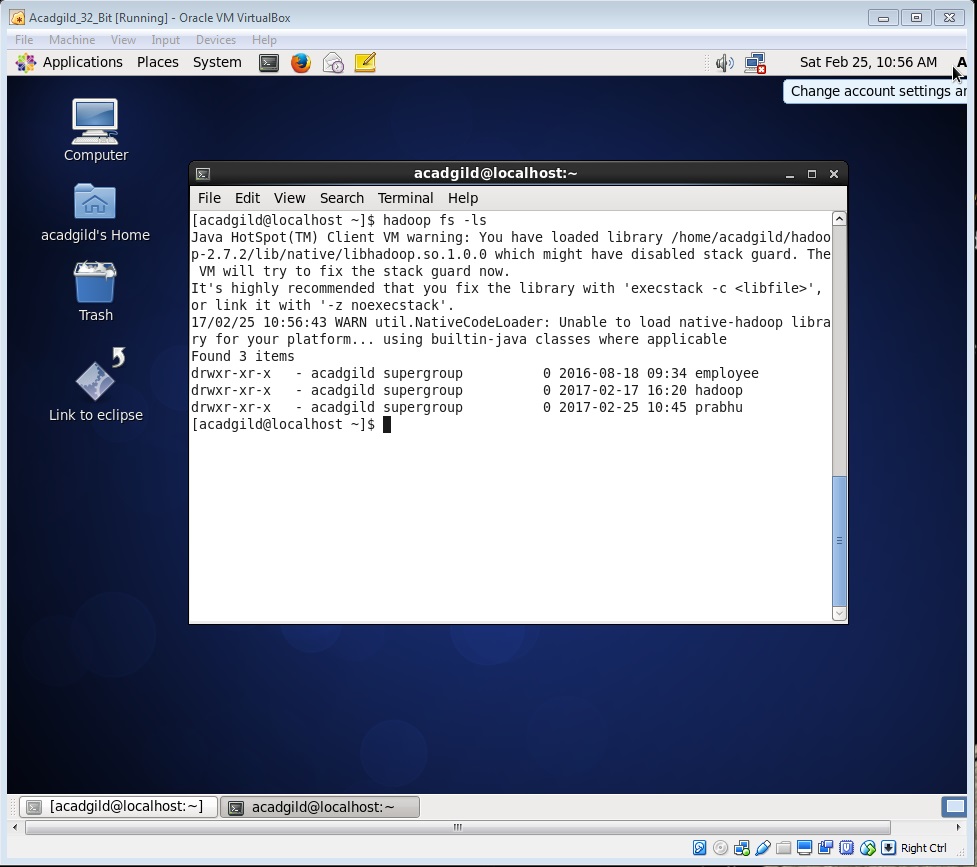 Acadgild_32_Bit [Running] - Oracle VM VirtualBox
File Machine View Input Devices Help
Applications Places System Sat Feb 25, 10:56 AM A
Change account settings ar
Computer
acadgild's Home
Trash
Link to eclipse
acadgild@localhost:~
File Edit View Search Terminal Help
[acadgild@localhost ~]$ hadoop fs -ls
Java HotSpot(TM) Client VM warning: You have loaded library /home/acadgild/hadoo
p-2.7.2/lib/native/libhadoop.so.1.0.0 which might have disabled stack guard. The
 VM will try to fix the stack guard now.
It's highly recommended that you fix the library with 'execstack -c <libfile>',
or link it with '-z noexecstack'.
17/02/25 10:56:43 WARN util.NativeCodeLoader: Unable to load native-hadoop libra
ry for your platform... using builtin-java classes where applicable
Found 3 items
drwxr-xr-x   - acadgild supergroup          0 2016-08-18 09:34 employee
drwxr-xr-x   - acadgild supergroup          0 2017-02-17 16:20 hadoop
drwxr-xr-x   - acadgild supergroup          0 2017-02-25 10:45 prabhu
[acadgild@localhost ~]$
[acadgild@localhost:~] acadgild@localhost:~
Right Ctrl